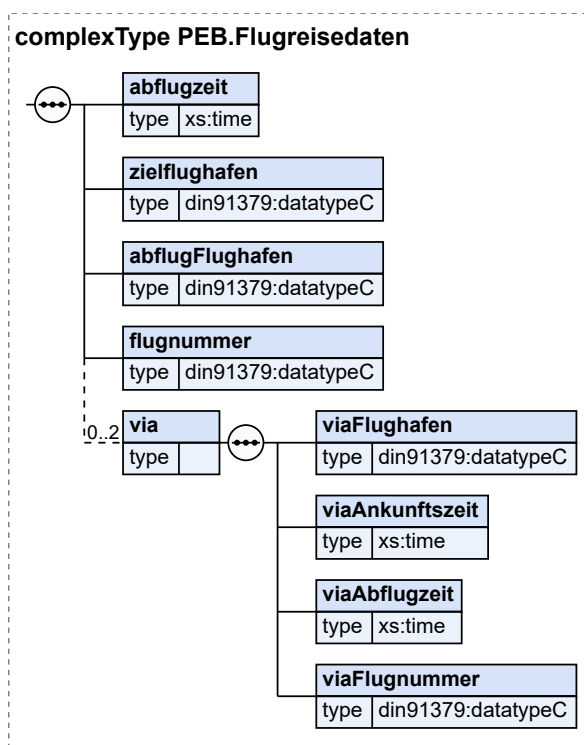 complexType PEB.Flugreisedaten
abflugzeit
type xs:time
zielflughafen
type din91379:datatypeC
abflugFlughafen
type din91379:datatypeC
flugnummer
type din91379:datatypeC
0..2
via
type
viaFlughafen
type din91379:datatypeC
viaAnkunftszeit
type xs:time
viaAbflugzeit
type xs:time
viaFlugnummer
type din91379:datatypeC